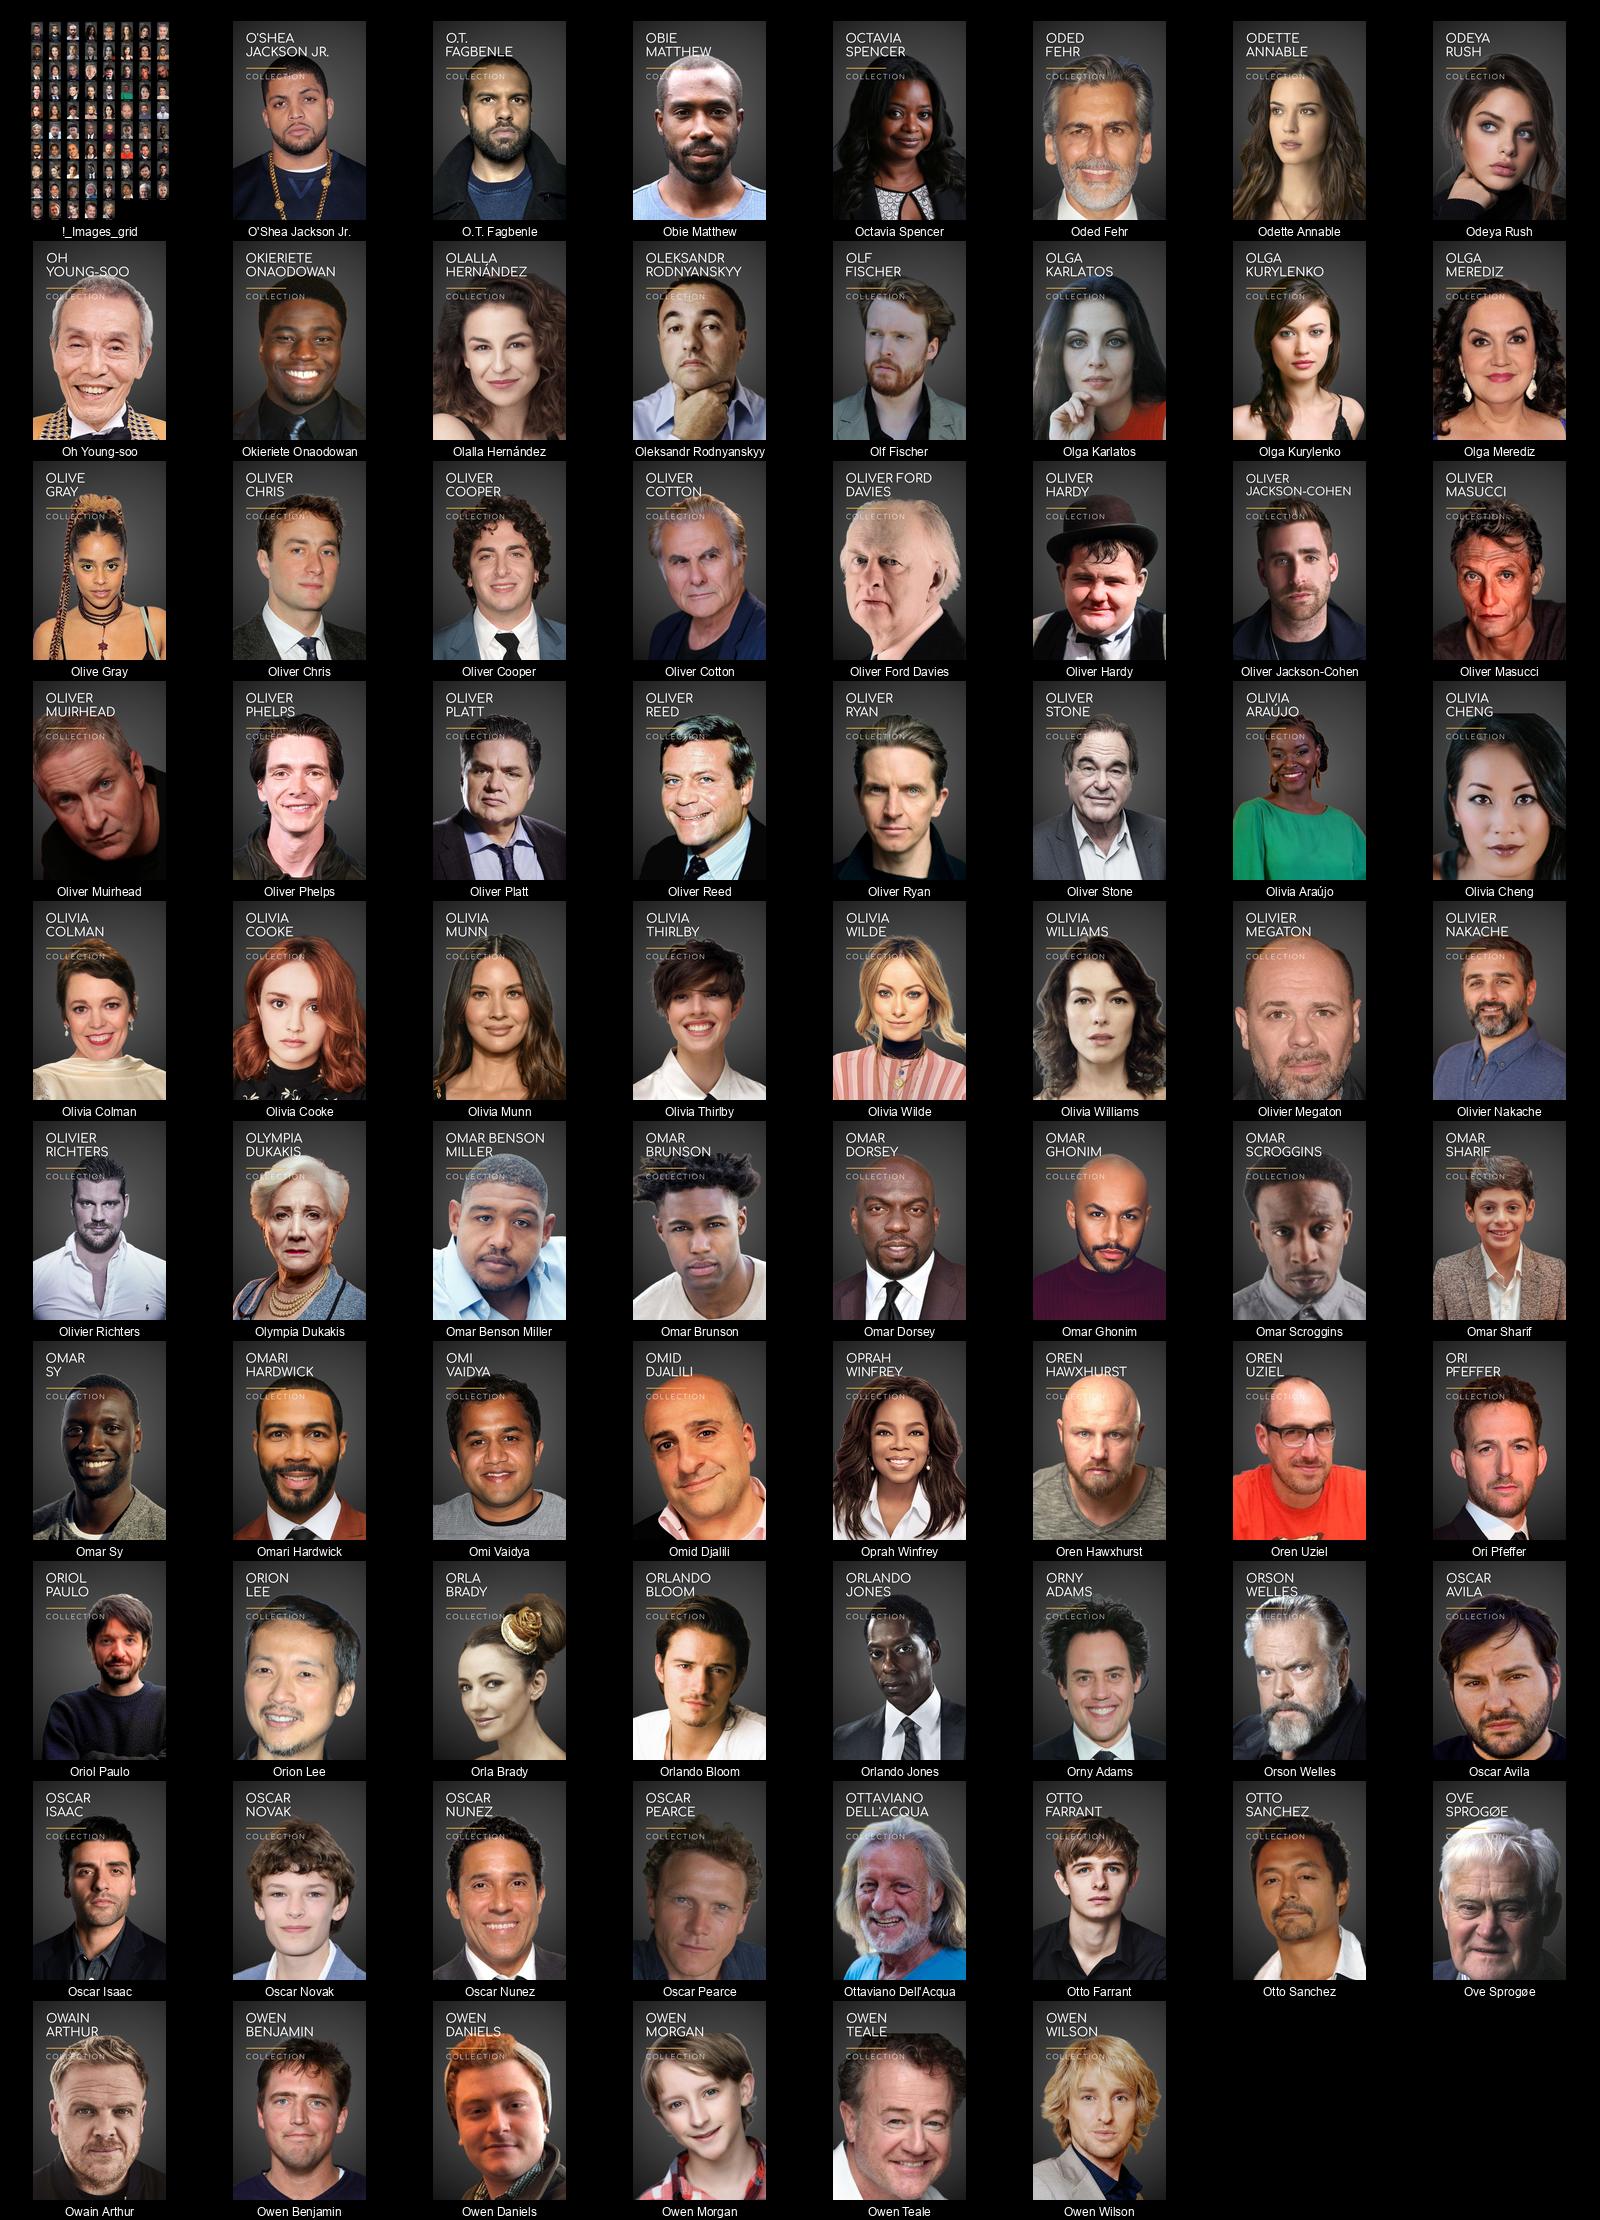 O'SHEA
JACKSON JR.
COLLECTION
O.T.
FAGBENLE
COLLECTION
OBIE
MATTHEW
COLLECTION
OCTAVIA
SPENCER
COLLECTION
ODED
FEHR
COLLECTION
ODETTE
ANNABLE
COLLECTION
ODEYA
RUSH
COLLECTION
!_Images_grid
O'Shea Jackson Jr.
O.T. Fagbenle
Obie Matthew
Octavia Spencer
Oded Fehr
Odette Annable
Odeya Rush
OH
YOUNG-SOO
COLLECTION
OKIERIETE
ONAODOWAN
COLLECTION
OLALLA
HERNÁNDEZ
COLLECTION
OLEKSANDR
RODNYANSKYY
COLLECTION
OLF
FISCHER
COLLECTION
OLGA
KARLATOS
COLLECTION
OLGA
KURYLENKO
COLLECTION
OLGA
MEREDIZ
COLLECTION
Oh Young-soo
Okieriete Onaodowan
Olalla Hernández
Oleksandr Rodnyanskyy
Olf Fischer
Olga Karlatos
Olga Kurylenko
Olga Merediz
OLIVE
GRAY
COLLECTION
OLIVER
CHRIS
COLLECTION
OLIVER
COOPER
COLLECTION
OLIVER
COTTON
COLLECTION
OLIVER FORD
DAVIES
COLLECTION
OLIVER
HARDY
COLLECTION
OLIVER
JACKSON-COHEN
COLLECTION
OLIVER
MASUCCI
COLLECTION
Olive Gray
Oliver Chris
Oliver Cooper
Oliver Cotton
Oliver Ford Davies
Oliver Hardy
Oliver Jackson-Cohen
Oliver Masucci
OLIVER
MUIRHEAD
COLLECTION
OLIVER
PHELPS
COLLECTION
OLIVER
PLATT
COLLECTION
OLIVER
REED
COLLECTION
OLIVER
RYAN
COLLECTION
OLIVER
STONE
COLLECTION
OLIVIA
ARAÚJO
COLLECTION
OLIVIA
CHENG
COLLECTION
Oliver Muirhead
Oliver Phelps
Oliver Platt
Oliver Reed
Oliver Ryan
Oliver Stone
Olivia Araújo
Olivia Cheng
OLIVIA
COLMAN
COLLECTION
OLIVIA
COOKE
COLLECTION
OLIVIA
MUNN
COLLECTION
OLIVIA
THIRLBY
COLLECTION
OLIVIA
WILDE
COLLECTION
OLIVIA
WILLIAMS
COLLECTION
OLIVIER
MEGATON
COLLECTION
OLIVIER
NAKACHE
COLLECTION
Olivia Colman
Olivia Cooke
Olivia Munn
Olivia Thirlby
Olivia Wilde
Olivia Williams
Olivier Megaton
Olivier Nakache
OLIVIER
RICHTERS
COLLECTION
OLYMPIA
DUKAKIS
COLLECTION
OMAR BENSON
MILLER
COLLECTION
OMAR
BRUNSON
COLLECTION
OMAR
DORSEY
COLLECTION
OMAR
GHONIM
COLLECTION
OMAR
SCROGGINS
COLLECTION
OMAR
SHARIF
COLLECTION
Olivier Richters
Olympia Dukakis
Omar Benson Miller
Omar Brunson
Omar Dorsey
Omar Ghonim
Omar Scroggins
Omar Sharif
OMAR
SY
COLLECTION
OMARI
HARDWICK
COLLECTION
OMI
VAIDYA
COLLECTION
OMID
DJALILI
COLLECTION
OPRAH
WINFREY
COLLECTION
OREN
HAWXHURST
COLLECTION
OREN
UZIEL
COLLECTION
ORI
PFEFFER
COLLECTION
Omar Sy
Omari Hardwick
Omi Vaidya
Omid Djalili
Oprah Winfrey
Oren Hawxhurst
Oren Uziel
Ori Pfeffer
ORIOL
PAULO
COLLECTION
ORION
LEE
COLLECTION
ORLA
BRADY
COLLECTION
ORLANDO
BLOOM
COLLECTION
ORLANDO
JONES
COLLECTION
ORNY
ADAMS
COLLECTION
ORSON
WELLES
COLLECTION
OSCAR
AVILA
COLLECTION
Oriol Paulo
Orion Lee
Orla Brady
Orlando Bloom
Orlando Jones
Orny Adams
Orson Welles
Oscar Avila
OSCAR
ISAAC
COLLECTION
OSCAR
NOVAK
COLLECTION
OSCAR
NUNEZ
COLLECTION
OSCAR
PEARCE
COLLECTION
OTTAVIANO
DELL'ACQUA
COLLECTION
OTTO
FARRANT
COLLECTION
OTTO
SANCHEZ
COLLECTION
OVE
SPROGØE
COLLECTION
Oscar Isaac
Oscar Novak
Oscar Nunez
Oscar Pearce
Ottaviano Dell'Acqua
Otto Farrant
Otto Sanchez
Ove Sprogøe
OWAIN
ARTHUR
COLLECTION
OWEN
BENJAMIN
COLLECTION
OWEN
DANIELS
COLLECTION
OWEN
MORGAN
COLLECTION
OWEN
TEALE
COLLECTION
OWEN
WILSON
COLLECTION
Owain Arthur
Owen Benjamin
Owen Daniels
Owen Morgan
Owen Teale
Owen Wilson